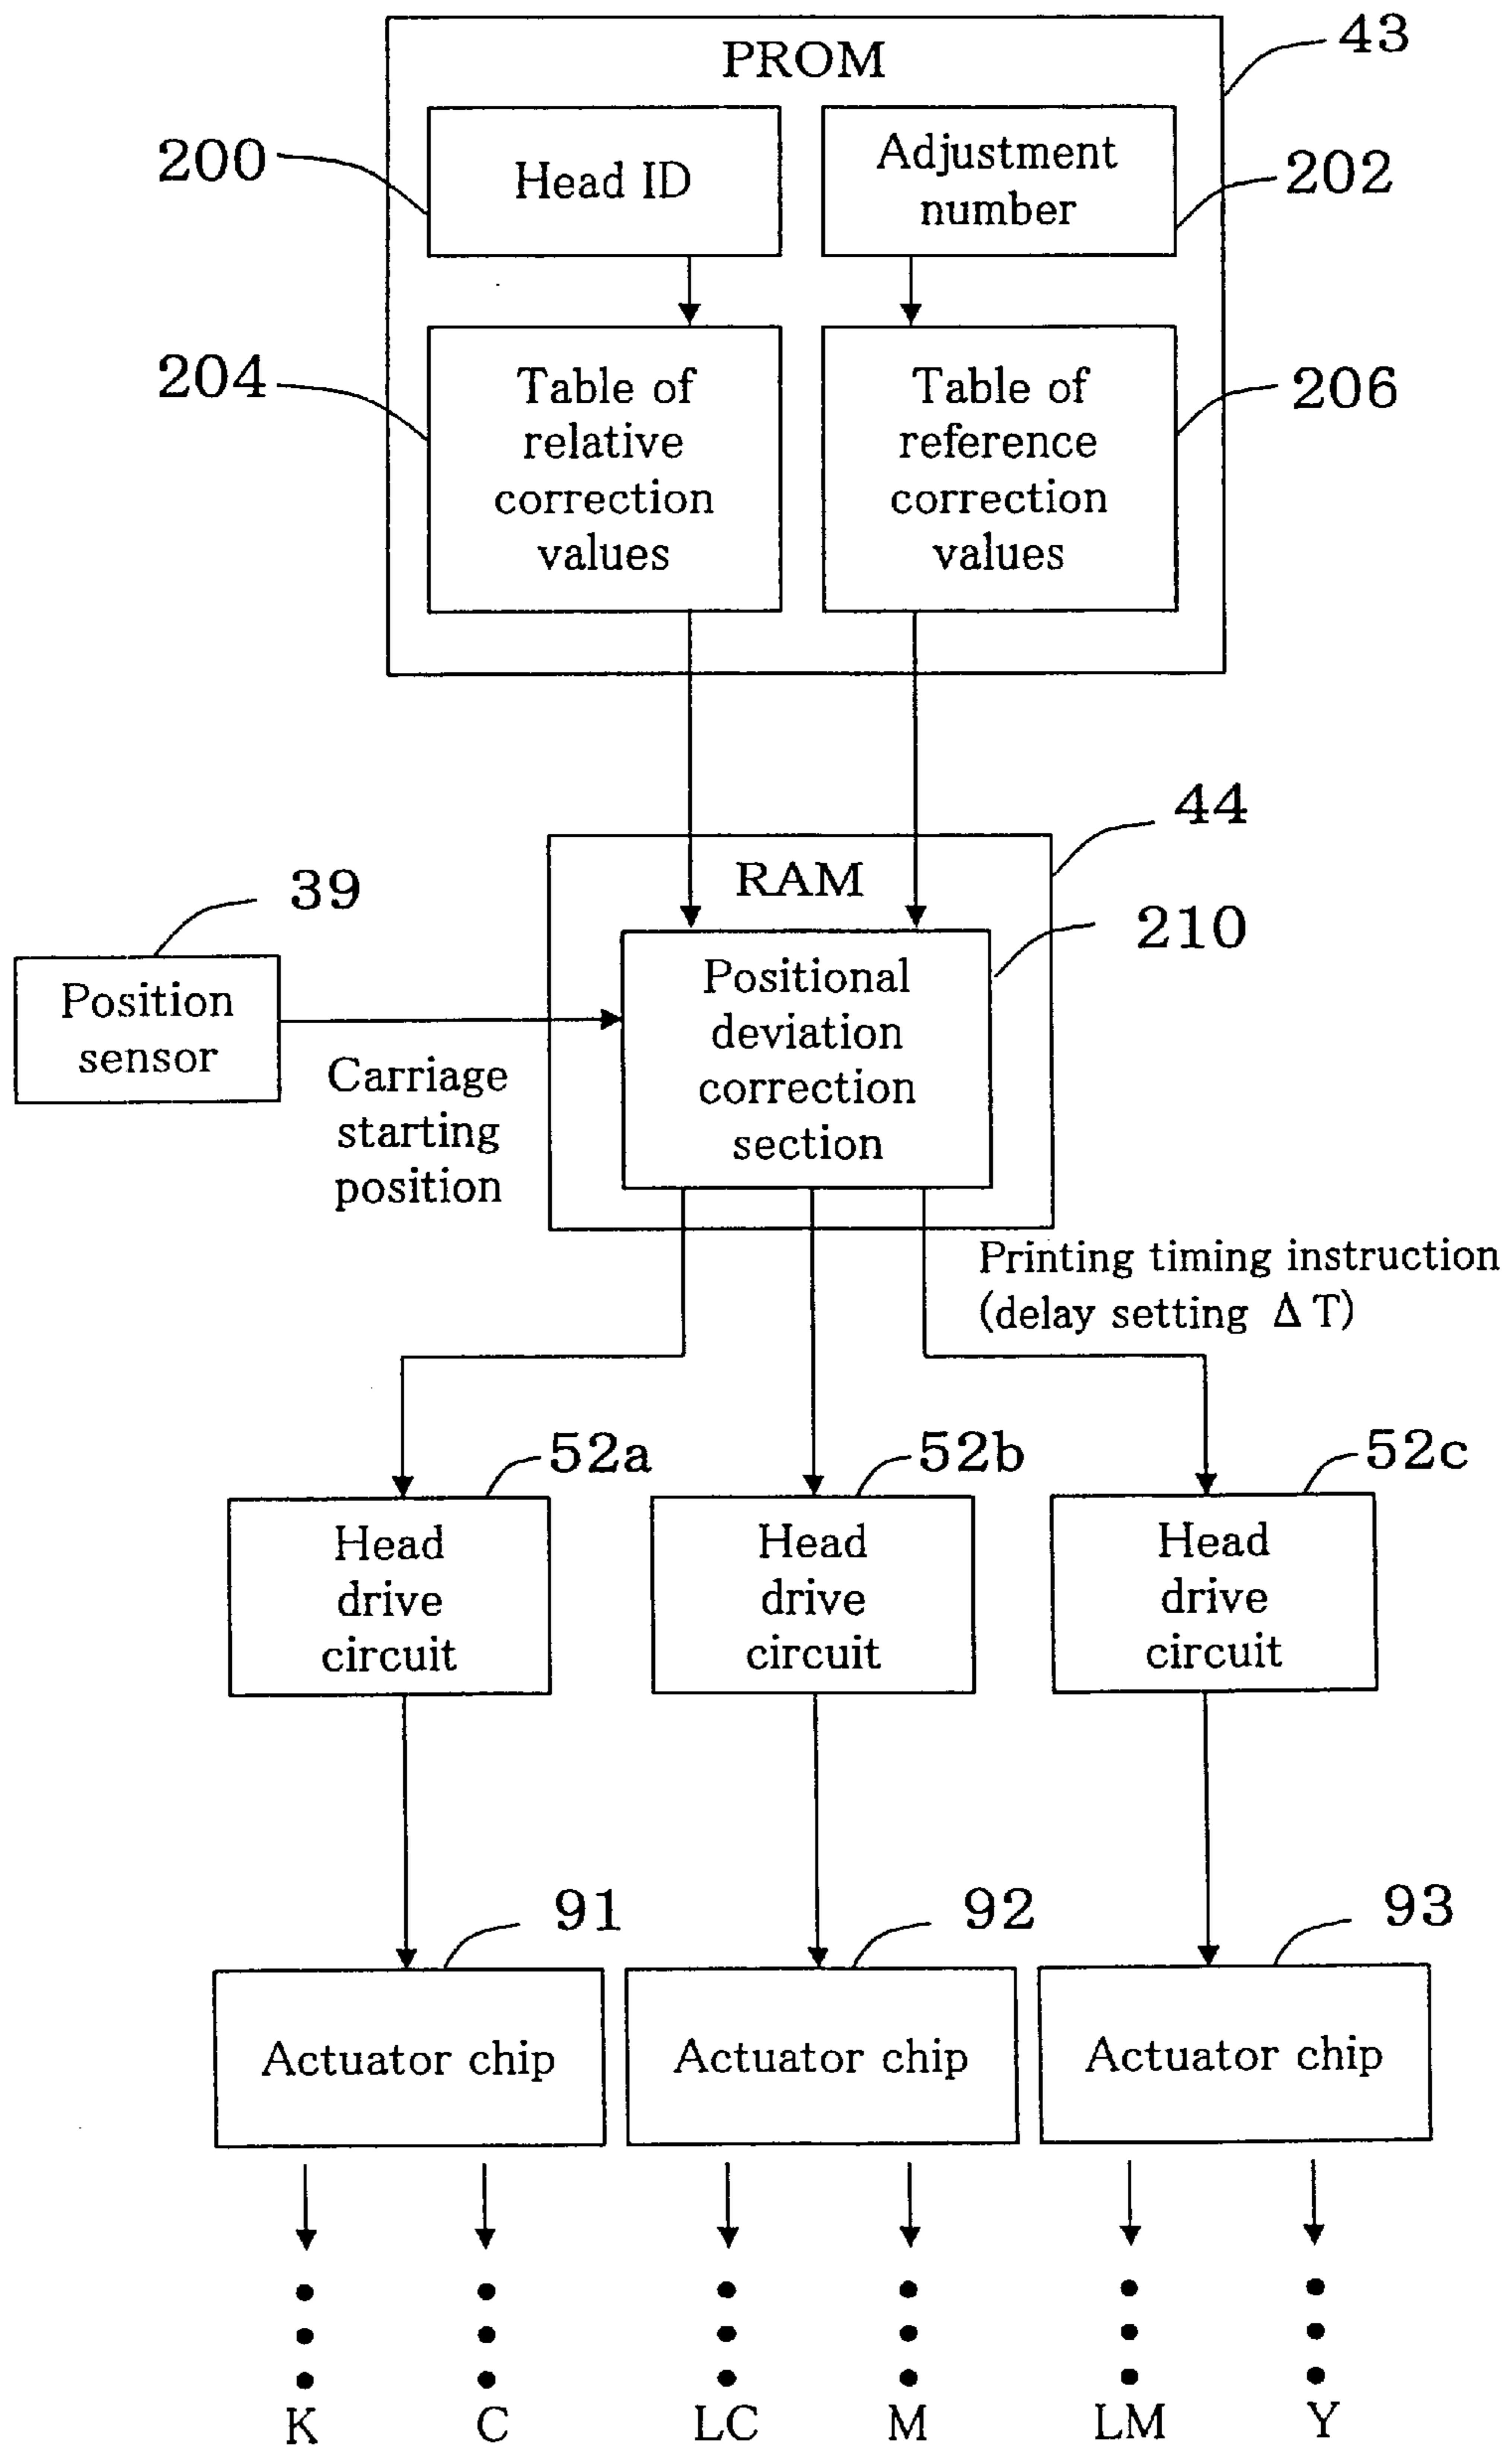 PROM
43
200
Head ID
Adjustment
number
202
204
Table of
relative
correction
values
Table of
reference
correction
values
206
44
RAM
39
210
Position
sensor
Carriage
starting
position
Positional
deviation
correction
section
Printing timing instruction
(delay setting Δ T)
52a
52b
52c
Head
drive
circuit
Head
drive
circuit
Head
drive
circuit
91
92
93
Actuator chip
Actuator chip
Actuator chip
K
C
LC
M
LM
Y